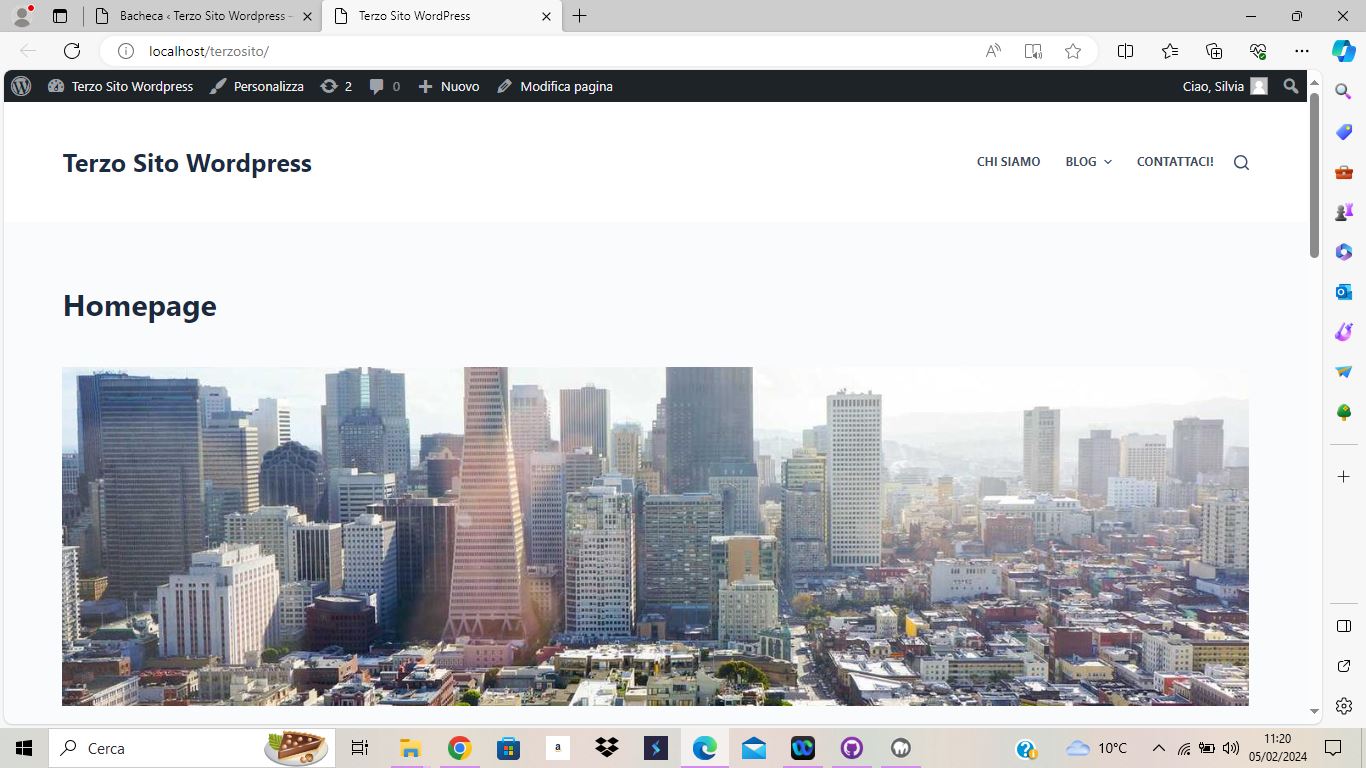 Bacheca ‹ Terzo Sito Wordpress –
Terzo Sito WordPress
localhost/terzosito/
Terzo Sito Wordpress
Personalizza
2
0
Nuovo
Modifica pagina
Ciao, Silvia
Terzo Sito Wordpress
CHI SIAMO
BLOG
CONTATTACI!
Homepage
Cerca
a
10°C
11:20
05/02/2024